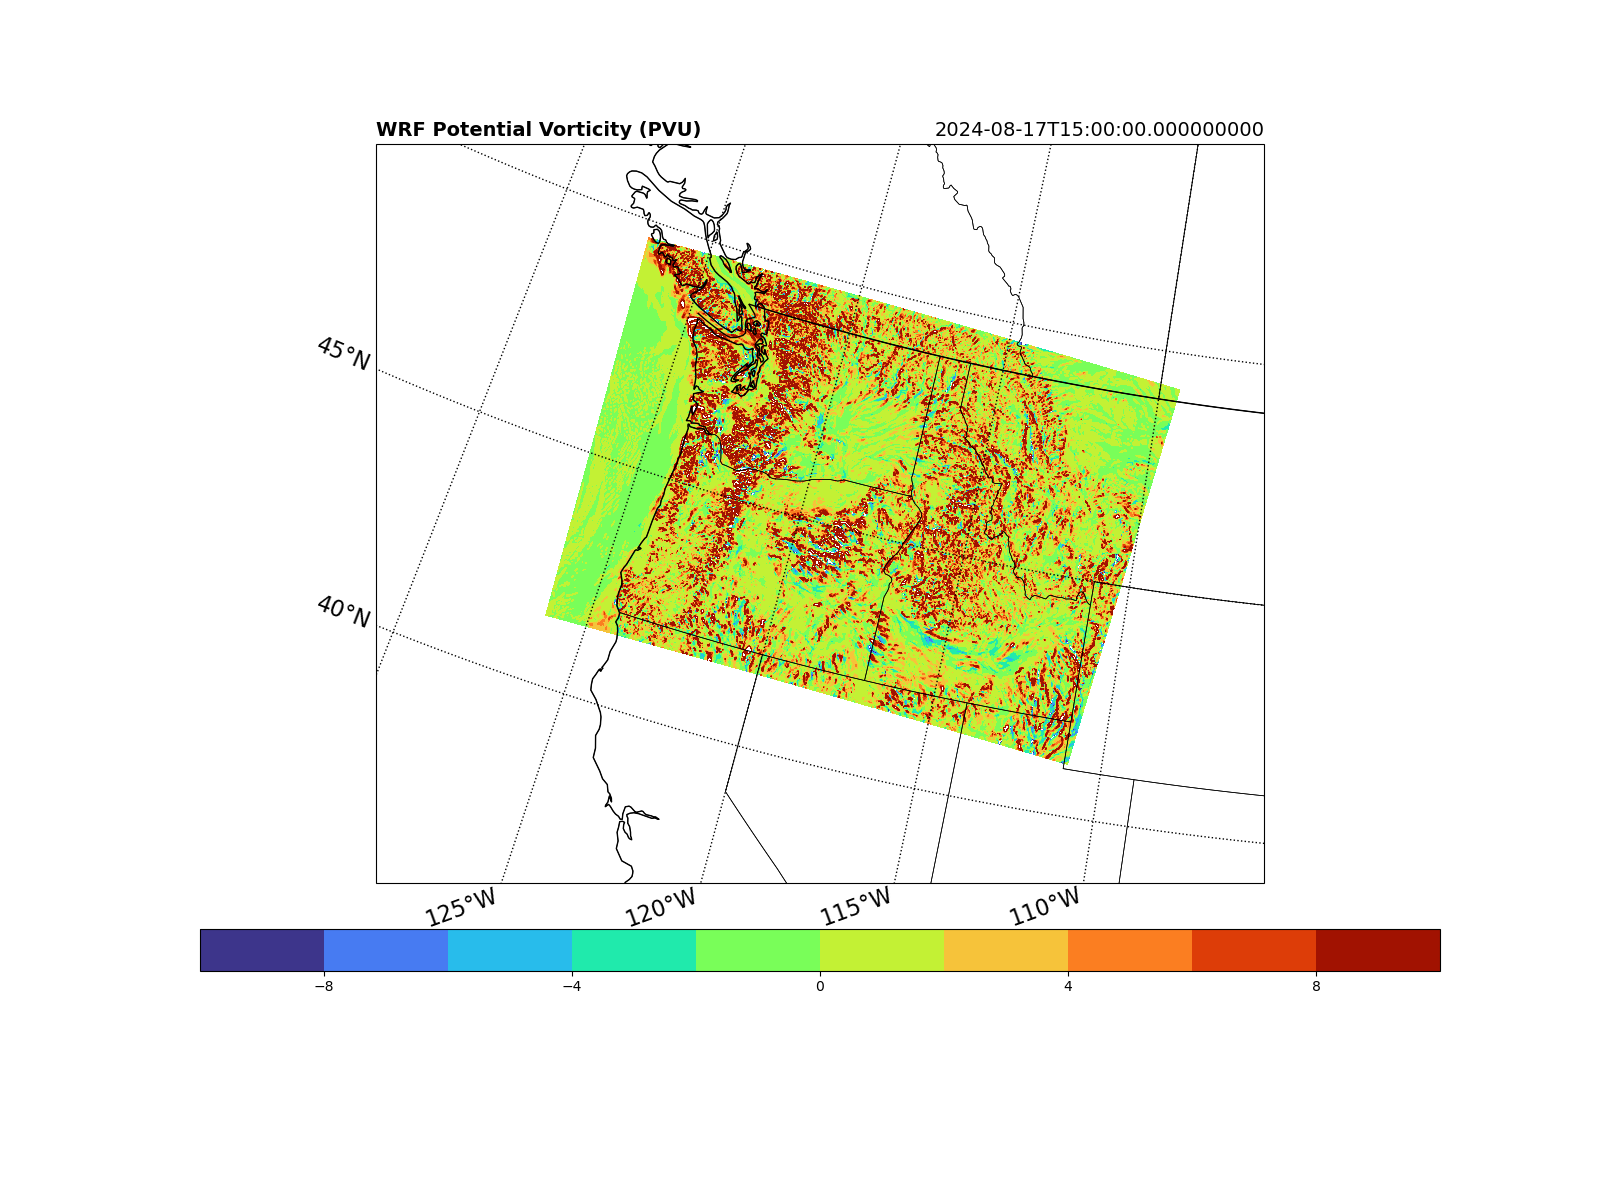 WRF Potential Vorticity (PVU)
2024-08-17T15:00:00.000000000
45°N
40°N
125°W
120°W
115°W
110°W
−8
−4
0
4
8